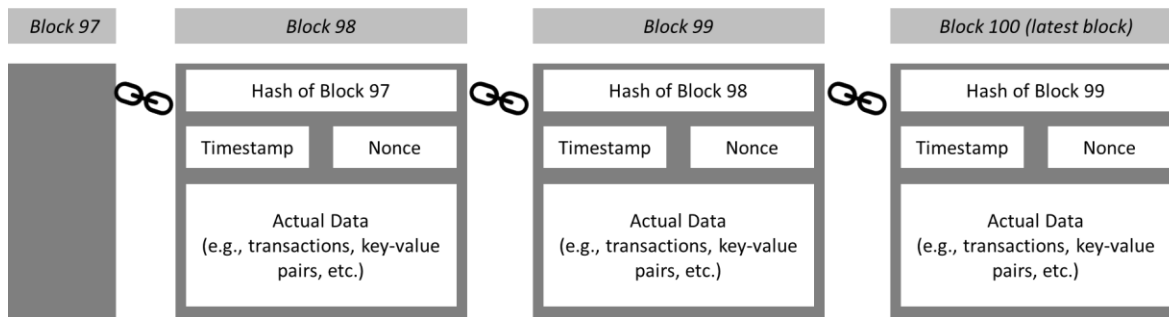 Block 97
Block 98
Block 99
Block 100 (latest block)
Hash of Block 97
Hash of Block 98
Hash of Block 99
Timestamp
Nonce
Timestamp
Nonce
Timestamp
Nonce
Actual Data
(e.g., transactions, key-value
pairs, etc.)
Actual Data
(e.g., transactions, key-value
pairs, etc.)
Actual Data
(e.g., transactions, key-value
pairs, etc.)